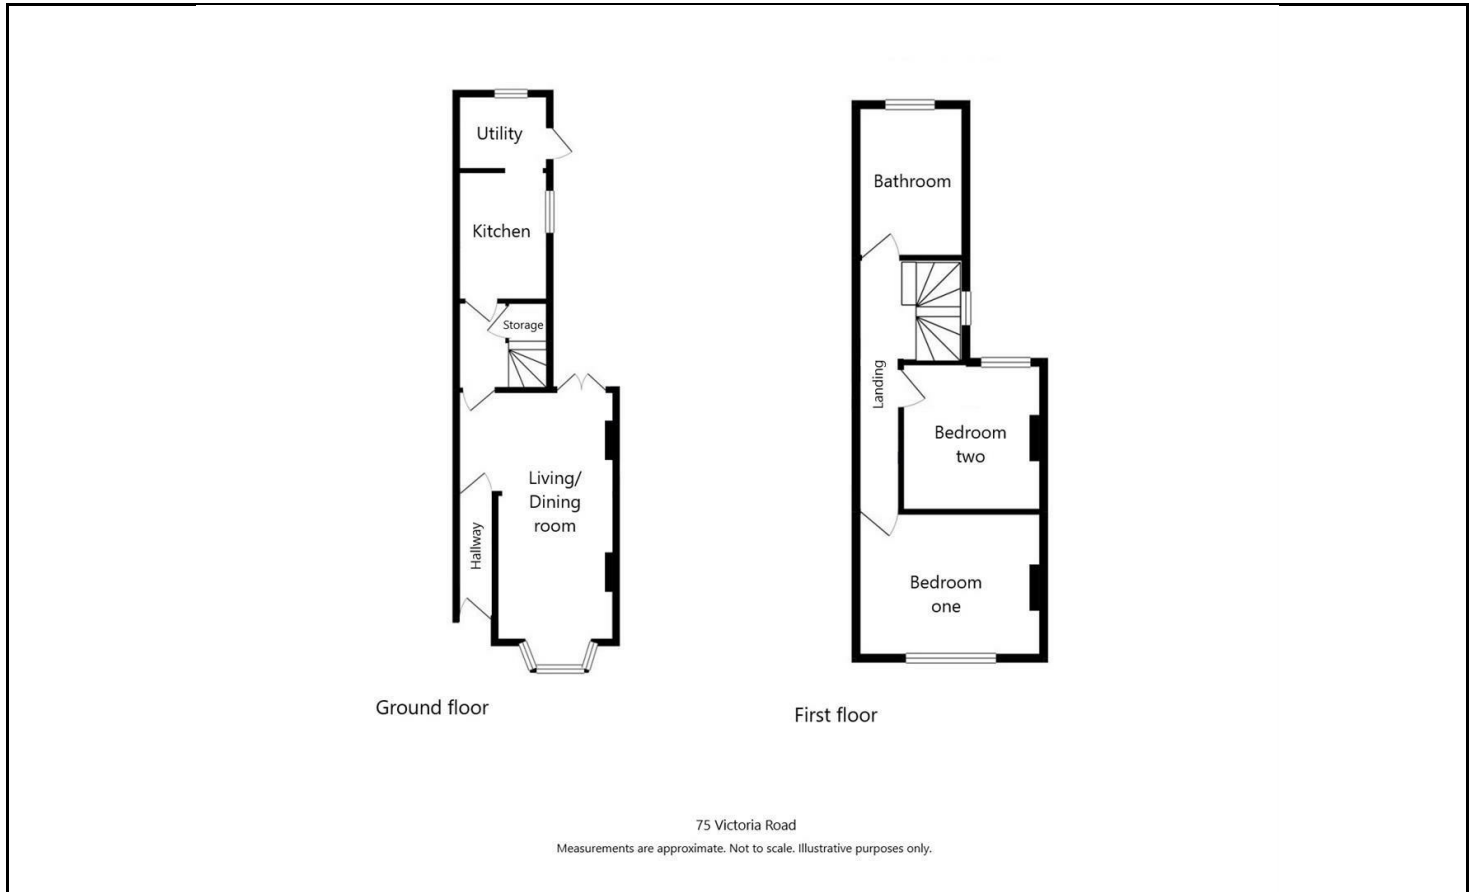 Utility
Kitchen
Storage
Living/
Dining
room
Hallway
Ground floor
Bathroom
Landing
Bedroom
two
Bedroom
one
First floor
75 Victoria Road
Measurements are approximate. Not to scale. Illustrative purposes only.